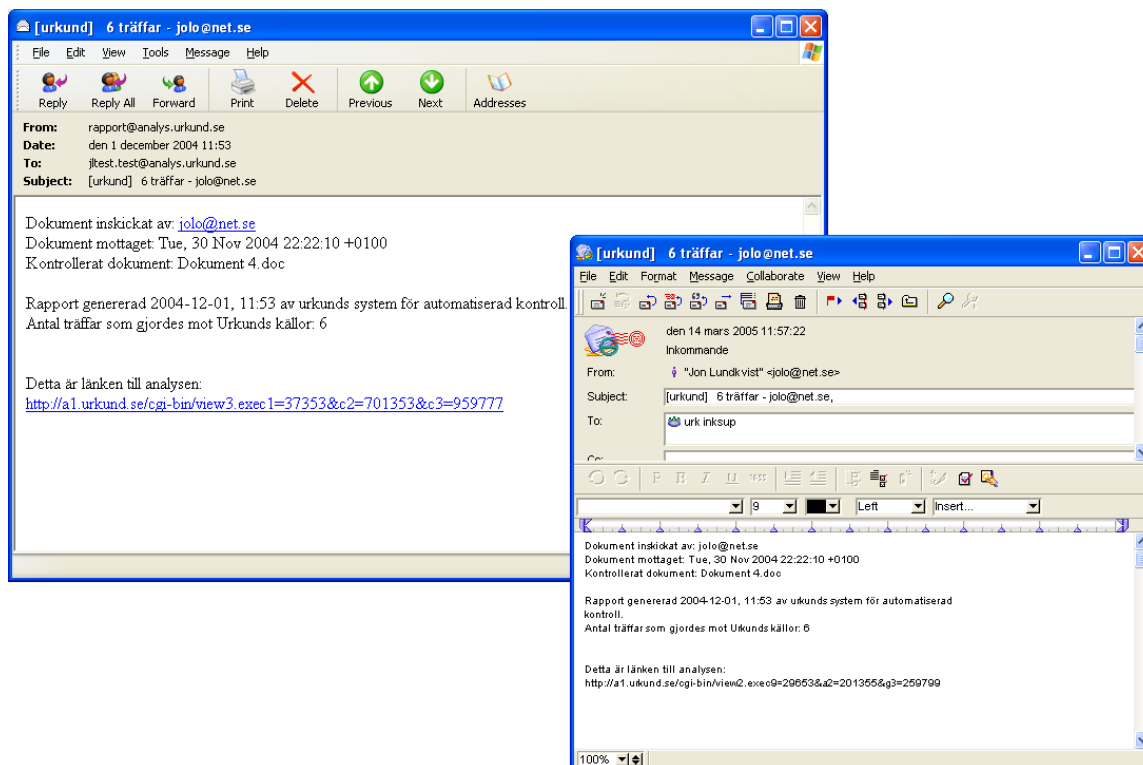 [urkund] 6 träffar - jolo@net.se
File Edit View Tools Message Help
Reply Reply All Forward Print Delete Previous Next Addresses
From: rapport@analys.urkund.se
Date: den 1 december 2004 11:53
To: jltest.test@analys.urkund.se
Subject: [urkund] 6 träffar - jolo@net.se
Dokument inskickat av: jolo@net.se
Dokument mottaget: Tue, 30 Nov 2004 22:22:10 +0100
Kontrollerat dokument: Dokument 4.doc
Rapport genererad 2004-12-01, 11:53 av urkunds system för automatiserad kontroll.
Antal träffar som gjordes mot Urkunds källor: 6
Detta är länken till analysen:
http://a1.urkund.se/cgi-bin/view3.exec1=37353&c2=701353&c3=959777
[urkund] 6 träffar - jolo@net.se
File Edit Format Message Collaborate View Help
den 14 mars 2005 11:57:22
Inkommande
From: "Jon Lundkvist" <jolo@net.se>
Subject: [urkund] 6 träffar - jolo@net.se,
To: urk inksup
Cc:
P B I U TEXT
9 Left Insert...
Dokument inskickat av: jolo@net.se
Dokument mottaget: Tue, 30 Nov 2004 22:22:10 +0100
Kontrollerat dokument: Dokument 4.doc
Rapport genererad 2004-12-01, 11:53 av urkunds system för automatiserad
kontroll.
Antal träffar som gjordes mot Urkunds källor: 6
Detta är länken till analysen:
http://a1.urkund.se/cgi-bin/view2.exec9=29653&a2=201355&g3=259799
100%